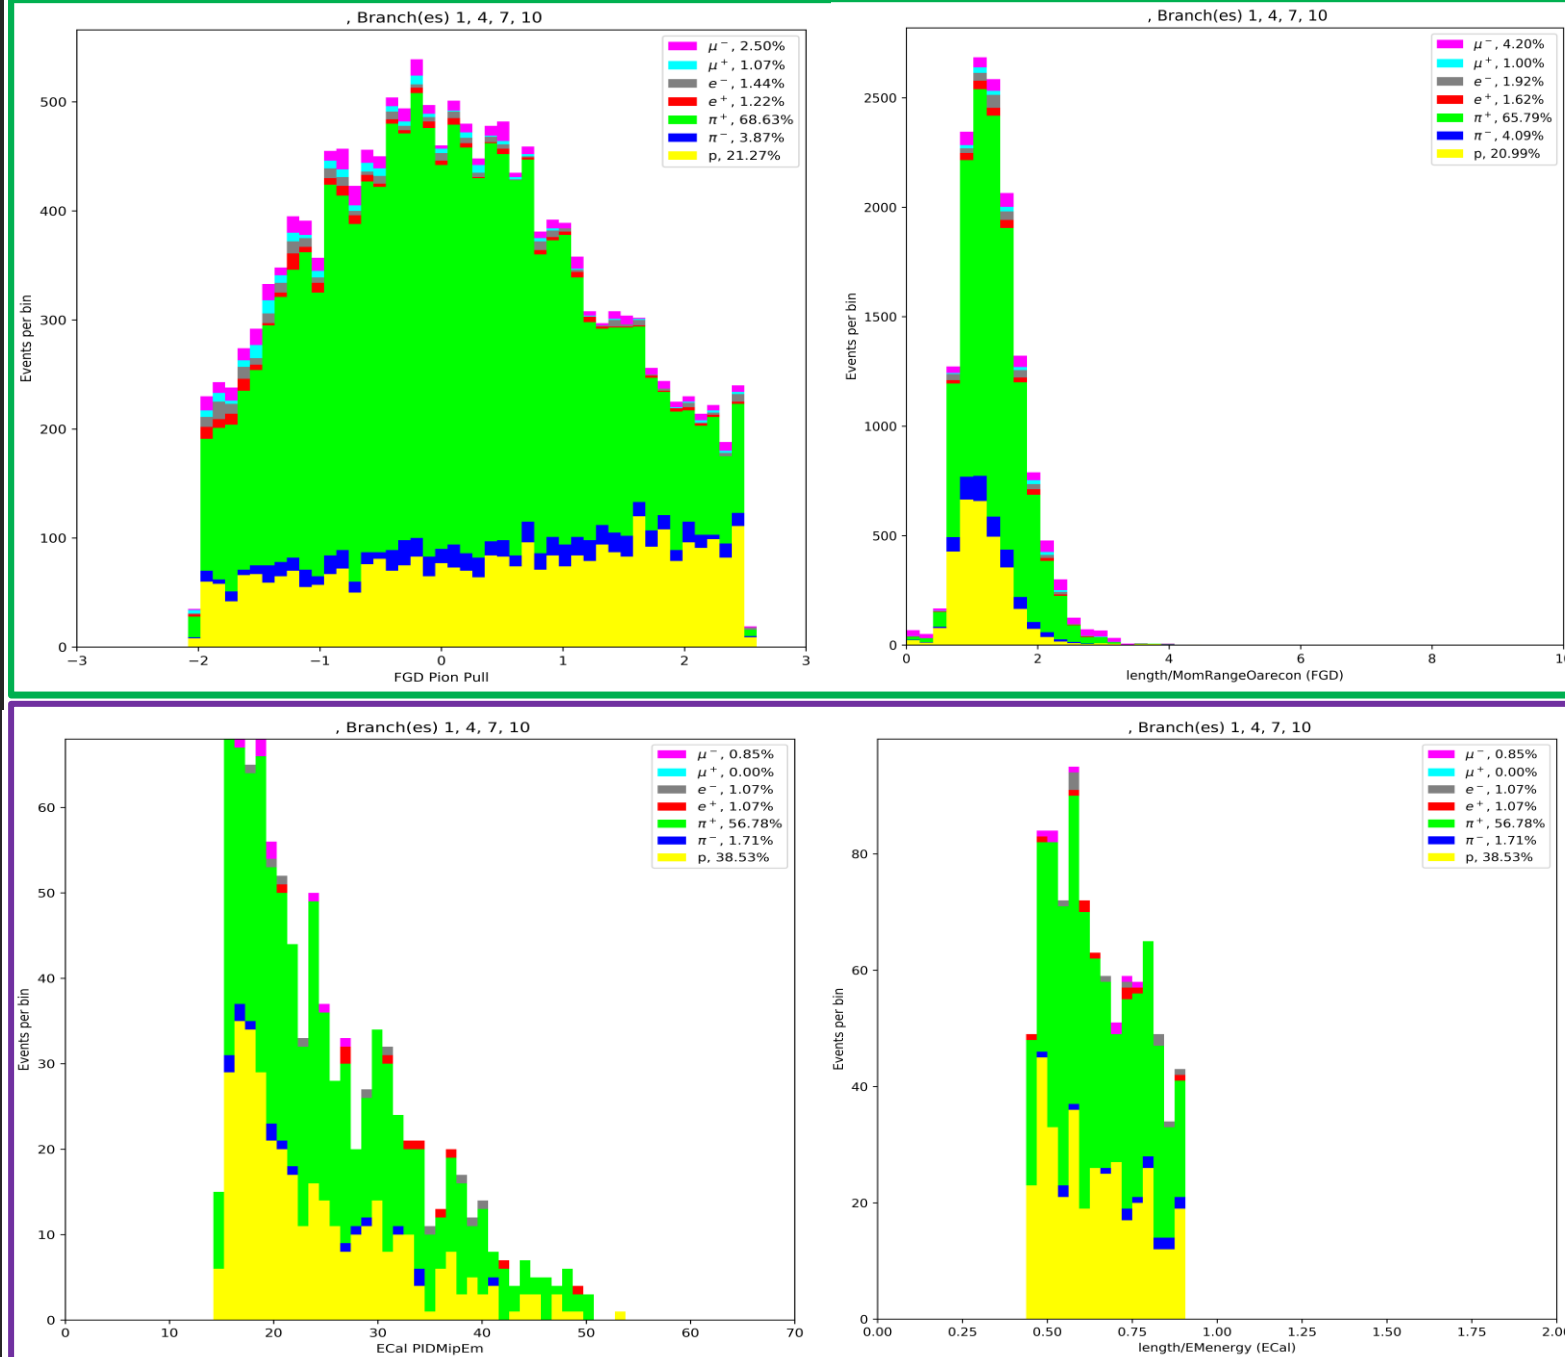 , Branch(es) 1, 4, 7, 10
μ⁻, 2.50%
μ⁺, 1.07%
e⁻, 1.44%
e⁺, 1.22%
π⁺, 68.63%
π⁻, 3.87%
p, 21.27%
Events per bin
500
400
300
200
100
0
−3 −2 −1 0 1 2 3
FGD Pion Pull
, Branch(es) 1, 4, 7, 10
μ⁻, 4.20%
μ⁺, 1.00%
e⁻, 1.92%
e⁺, 1.62%
π⁺, 65.79%
π⁻, 4.09%
p, 20.99%
Events per bin
2500
2000
1500
1000
500
0
0 2 4 6 8 10
length/MomRangeOarecon (FGD)
, Branch(es) 1, 4, 7, 10
μ⁻, 0.85%
μ⁺, 0.00%
e⁻, 1.07%
e⁺, 1.07%
π⁺, 56.78%
π⁻, 1.71%
p, 38.53%
Events per bin
60
50
40
30
20
10
0
0 10 20 30 40 50 60 70
ECal PIDMipEm
, Branch(es) 1, 4, 7, 10
μ⁻, 0.85%
μ⁺, 0.00%
e⁻, 1.07%
e⁺, 1.07%
π⁺, 56.78%
π⁻, 1.71%
p, 38.53%
Events per bin
80
60
40
20
0
0.00 0.25 0.50 0.75 1.00 1.25 1.50 1.75 2.0
length/EMenergy (ECal)